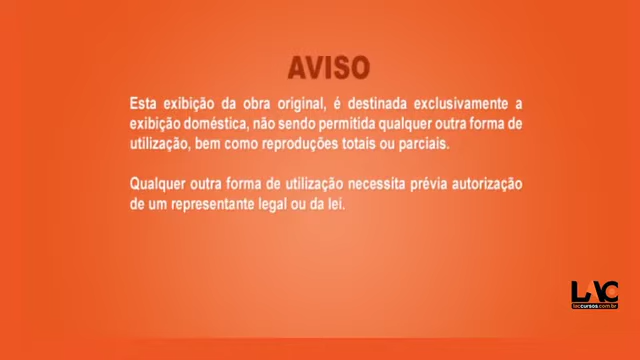 AVISO
Esta exibição da obra original, é destinada exclusivamente a
exibição doméstica, não sendo permitida qualquer outra forma de
utilização, bem como reproduções totais ou parciais.
Qualquer outra forma de utilização necessita prévia autorização
de um representante legal ou da lei.
LAC
laccursos.com.br